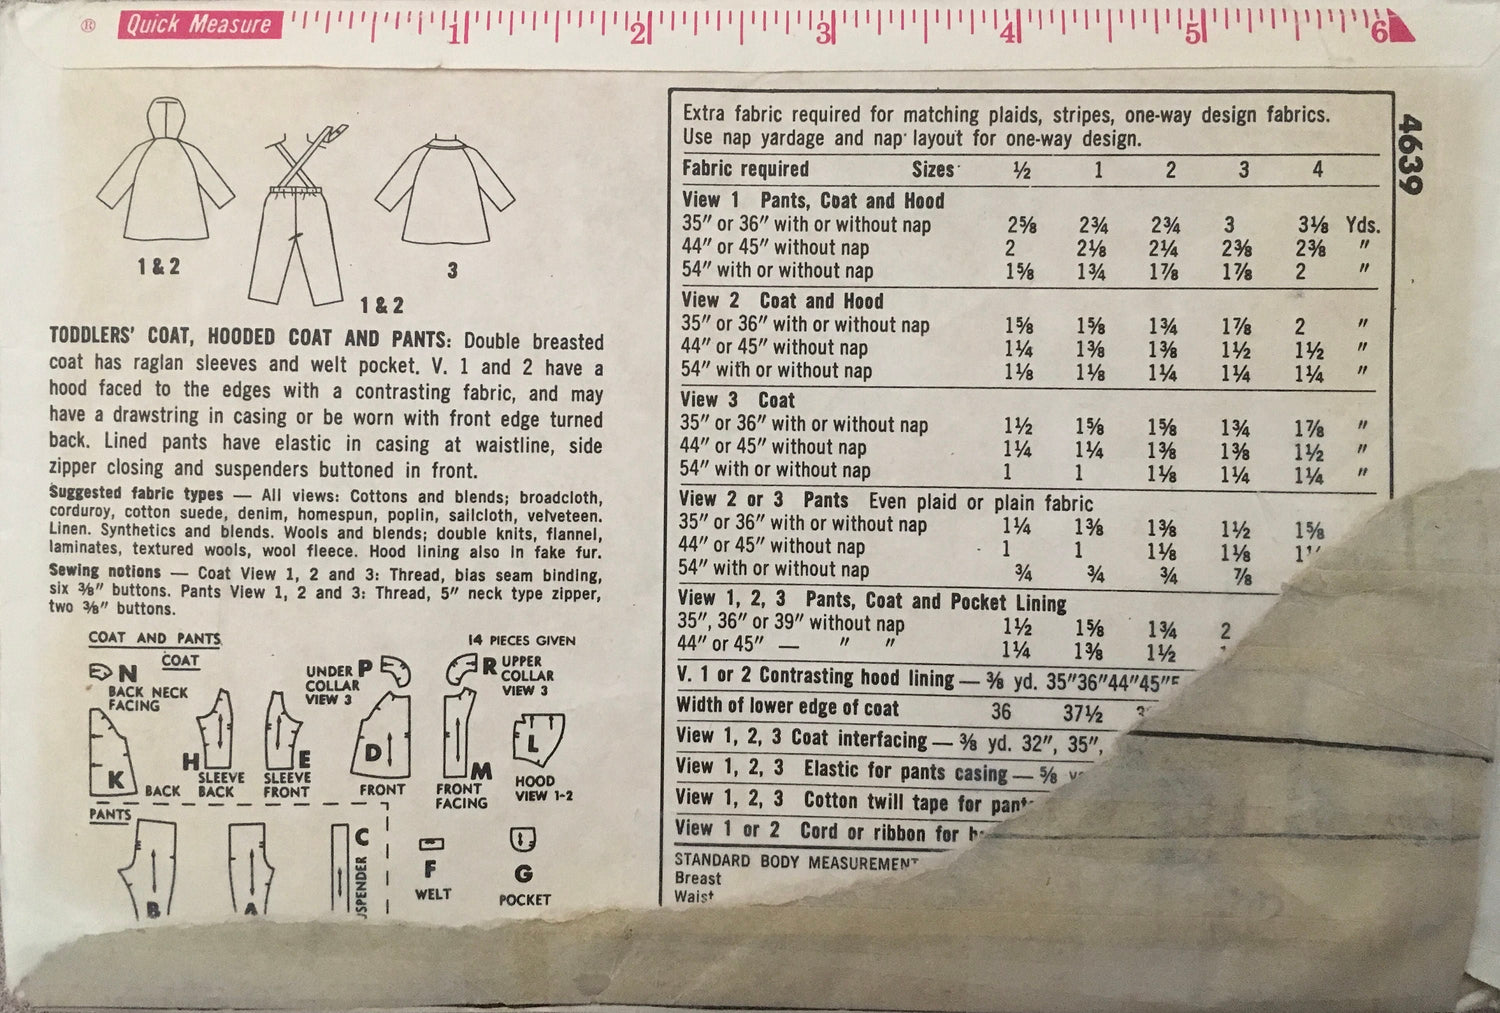 ® Quick Measure 1 2 3 4 5 6
4639
1 & 2
1 & 2
3
TODDLERS' COAT, HOODED COAT AND PANTS: Double breasted
coat has raglan sleeves and welt pocket. V. 1 and 2 have a
hood faced to the edges with a contrasting fabric, and may
have a drawstring in casing or be worn with front edge turned
back. Lined pants have elastic in casing at waistline, side
zipper closing and suspenders buttoned in front.
Suggested fabric types — All views: Cottons and blends; broadcloth,
corduroy, cotton suede, denim, homespun, poplin, sailcloth, velveteen.
Linen. Synthetics and blends. Wools and blends; double knits, flannel,
laminates, textured wools, wool fleece. Hood lining also in fake fur.
Sewing notions — Coat View 1, 2 and 3: Thread, bias seam binding,
six ⅜" buttons. Pants View 1, 2 and 3: Thread, 5" neck type zipper,
two ⅜" buttons.
COAT AND PANTS
14 PIECES GIVEN
COAT
N
BACK NECK
FACING
UNDER
COLLAR
VIEW 3
P
R
UPPER
COLLAR
VIEW 3
K
BACK
H
SLEEVE
BACK
E
SLEEVE
FRONT
D
FRONT
M
FRONT
FACING
L
HOOD
VIEW 1-2
PANTS
B
A
C
F
WELT
G
POCKET
Extra fabric required for matching plaids, stripes, one-way design fabrics.
Use nap yardage and nap layout for one-way design.
Fabric required Sizes ½ 1 2 3 4
View 1 Pants, Coat and Hood
35" or 36" with or without nap 2⅝ 2¾ 2¾ 3 3⅛ Yds.
44" or 45" without nap 2 2⅛ 2¼ 2⅜ 2⅜ "
54" with or without nap 1⅝ 1¾ 1⅞ 1⅞ 2 "
View 2 Coat and Hood
35" or 36" with or without nap 1⅝ 1⅝ 1¾ 1⅞ 2 "
44" or 45" without nap 1¼ 1⅜ 1⅜ 1½ 1½ "
54" with or without nap 1⅛ 1⅛ 1¼ 1¼ 1¼ "
View 3 Coat
35" or 36" with or without nap 1½ 1⅝ 1⅝ 1¾ 1⅞ "
44" or 45" without nap 1¼ 1¼ 1⅜ 1⅜ 1½ "
54" with or without nap 1 1 1⅛ 1¼ 1¼ "
View 2 or 3 Pants Even plaid or plain fabric
35" or 36" with or without nap 1¼ 1⅜ 1⅜ 1½ 1⅝
44" or 45" without nap 1 1 1⅛ 1⅛
54" with or without nap ¾ ¾ ¾ ⅞
View 1, 2, 3 Pants, Coat and Pocket Lining
35", 36" or 39" without nap 1½ 1⅝ 1¾ 2
44" or 45" — " " 1¼ 1⅜ 1½
V. 1 or 2 Contrasting hood lining — ⅜ yd. 35"36"44"45"
Width of lower edge of coat 36 37½
View 1, 2, 3 Coat interfacing — ⅜ yd. 32", 35",
View 1, 2, 3 Elastic for pants casing — ⅝
View 1, 2, 3 Cotton twill tape for
View 1 or 2 Cord or ribbon for
STANDARD BODY MEASUREMENT
Breast
Waist